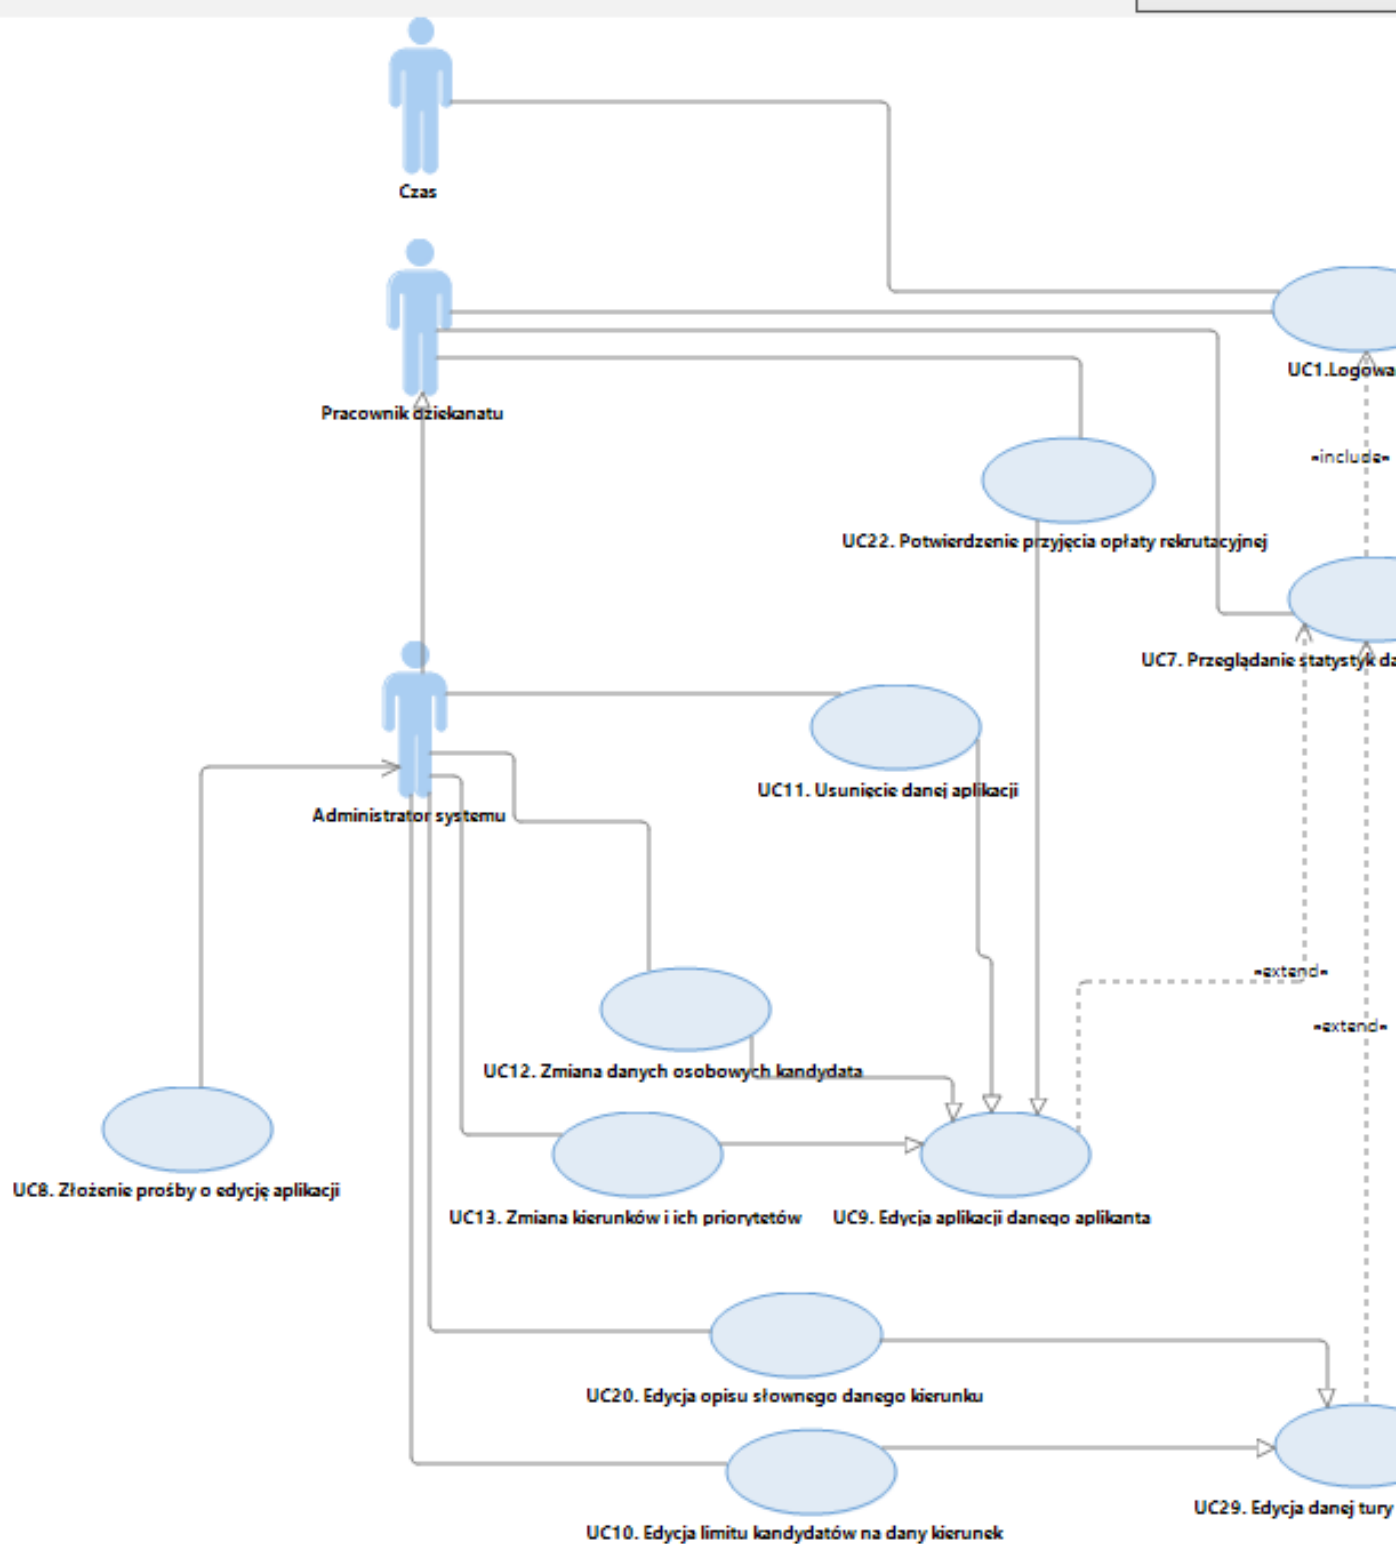 Czas
Pracownik dziekanatu
UC1.Logowa
«include»
UC22. Potwierdzenie przyjęcia opłaty rekrutacyjnej
UC7. Przeglądanie statystyk da
UC11. Usunięcie danej aplikacji
Administrator systemu
«extend»
«extend»
UC12. Zmiana danych osobowych kandydata
UC8. Złożenie prośby o edycję aplikacji
UC13. Zmiana kierunków i ich priorytetów
UC9. Edycja aplikacji danego aplikanta
UC20. Edycja opisu słownego danego kierunku
UC29. Edycja danej tury
UC10. Edycja limitu kandydatów na dany kierunek